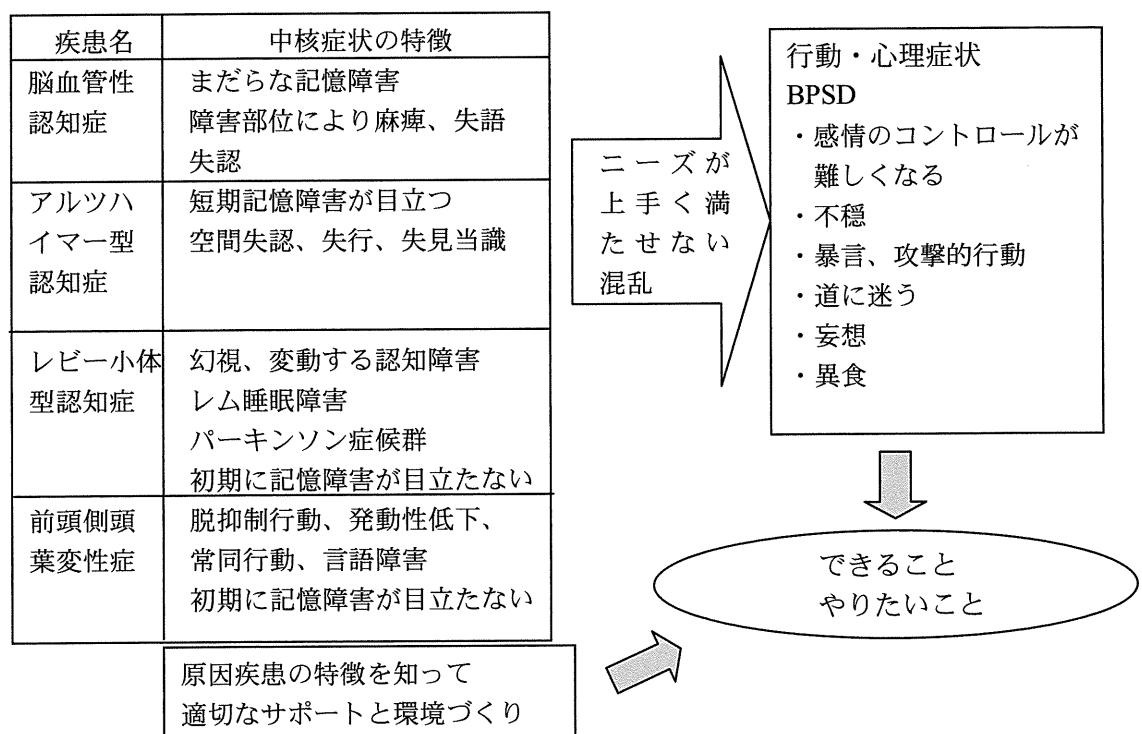 疾患名 中核症状の特徴
脳血管性 まだらな記憶障害
認知症 障害部位により麻痺、失語
失認
アルツハ 短期記憶障害が目立つ
イマー型 空間失認、失行、失見当識
認知症
レビー小体 幻視、変動する認知障害
型認知症 レム睡眠障害
パーキンソン症候群
初期に記憶障害が目立たない
前頭側頭 脱抑制行動、発動性低下、
葉変性症 常同行動、言語障害
初期に記憶障害が目立たない
原因疾患の特徴を知って
適切なサポートと環境づくり
ニーズが
上手く満
たせない
混乱
行動・心理症状
BPSD
・感情のコントロールが
難しくなる
・不穏
・暴言、攻撃的行動
・道に迷う
・妄想
・異食
できること
やりたいこと